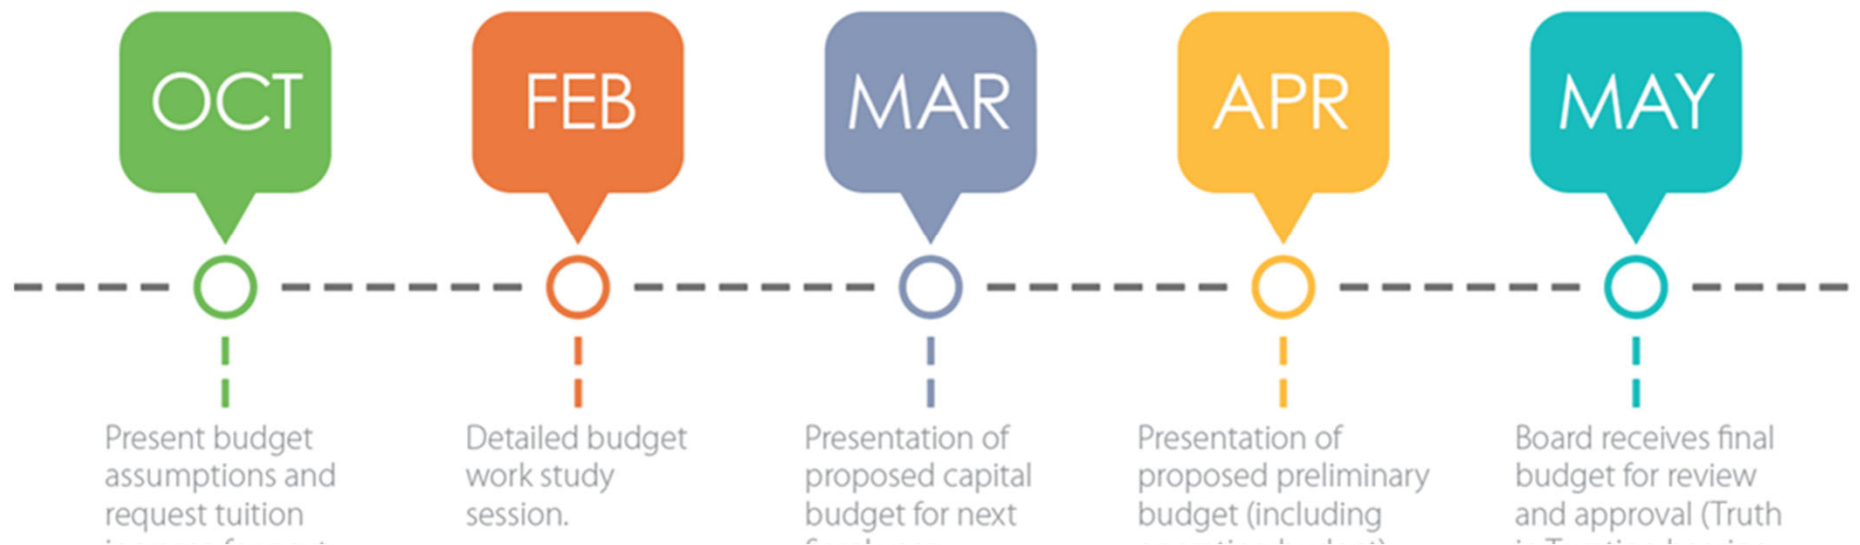 OCT
FEB
MAR
APR
MAY
Present budget
assumptions and
request tuition
Detailed budget
work study
session.
Presentation of
proposed capital
budget for next
Presentation of
proposed preliminary
budget (including
Board receives final
budget for review
and approval (Truth